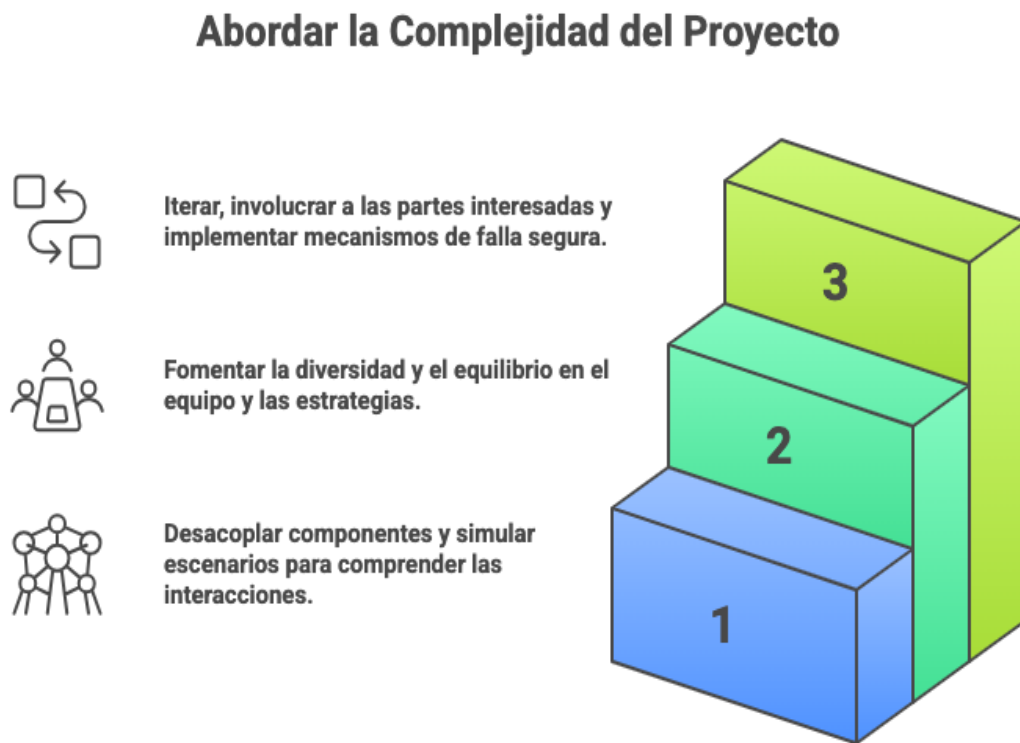 Abordar la Complejidad del Proyecto
Iterar, involucrar a las partes interesadas y
implementar mecanismos de falla segura.
3
Fomentar la diversidad y el equilibrio en el
equipo y las estrategias.
2
Desacoplar componentes y simular
escenarios para comprender las
interacciones.
1